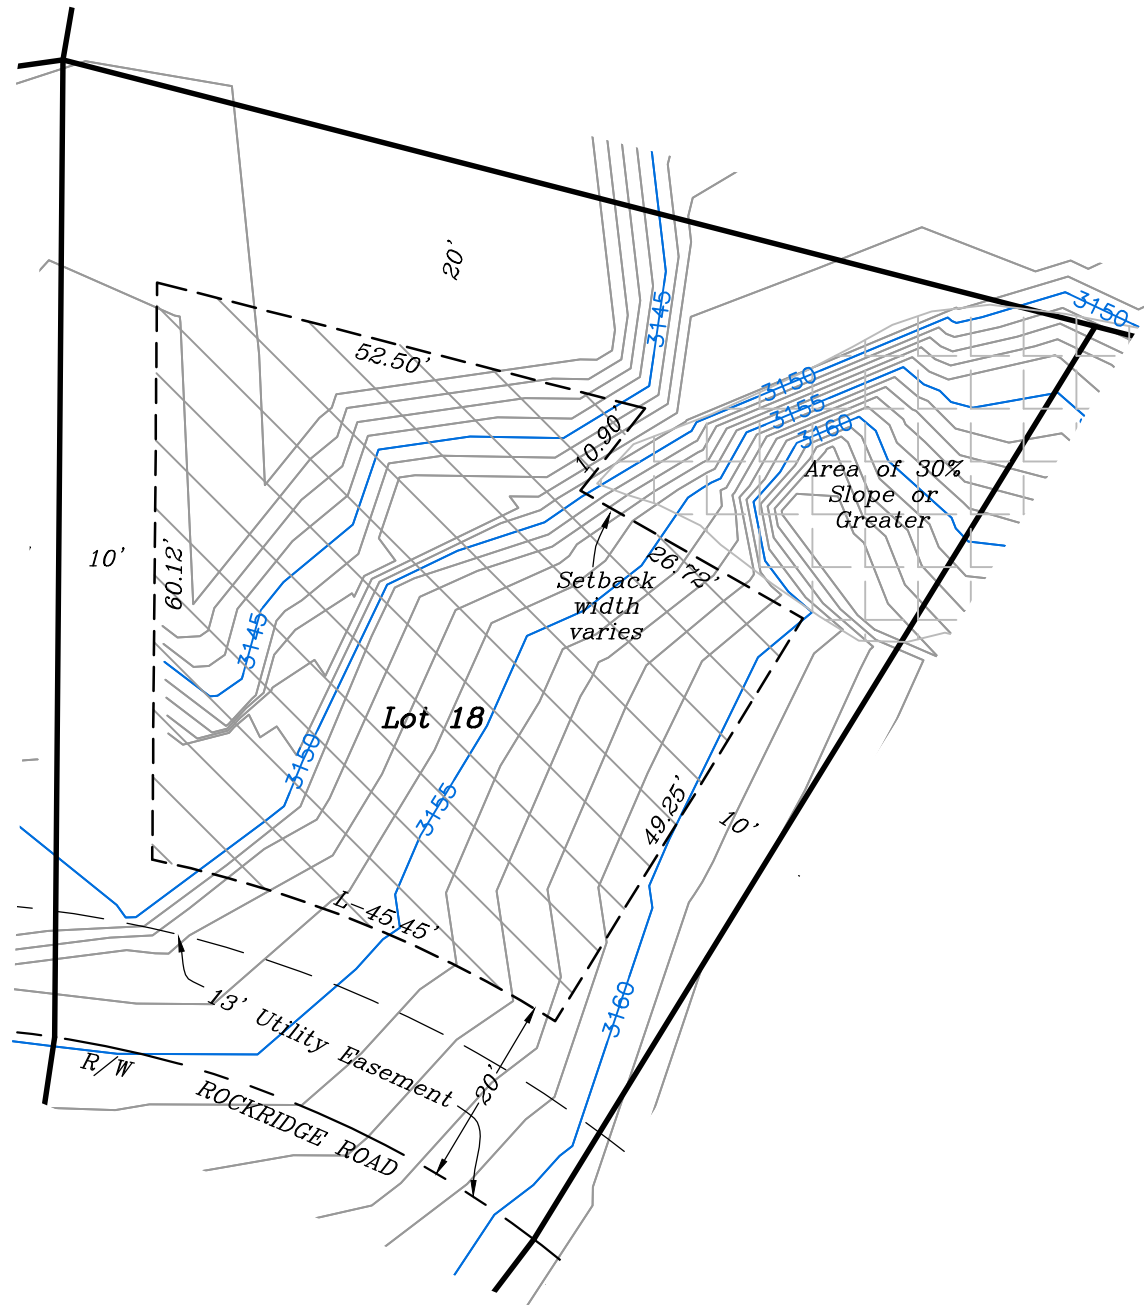 20'
3145
3150
52.50'
3150
3155
3160
10.90'
Area of 30%
Slope or
Greater
10'
60.12'
26.72'
Setback
width
varies
3145
Lot 18
3150
3155
49.25'
10'
L=45.45'
13' Utility Easement
3160
20'
R/W
ROCKRIDGE ROAD